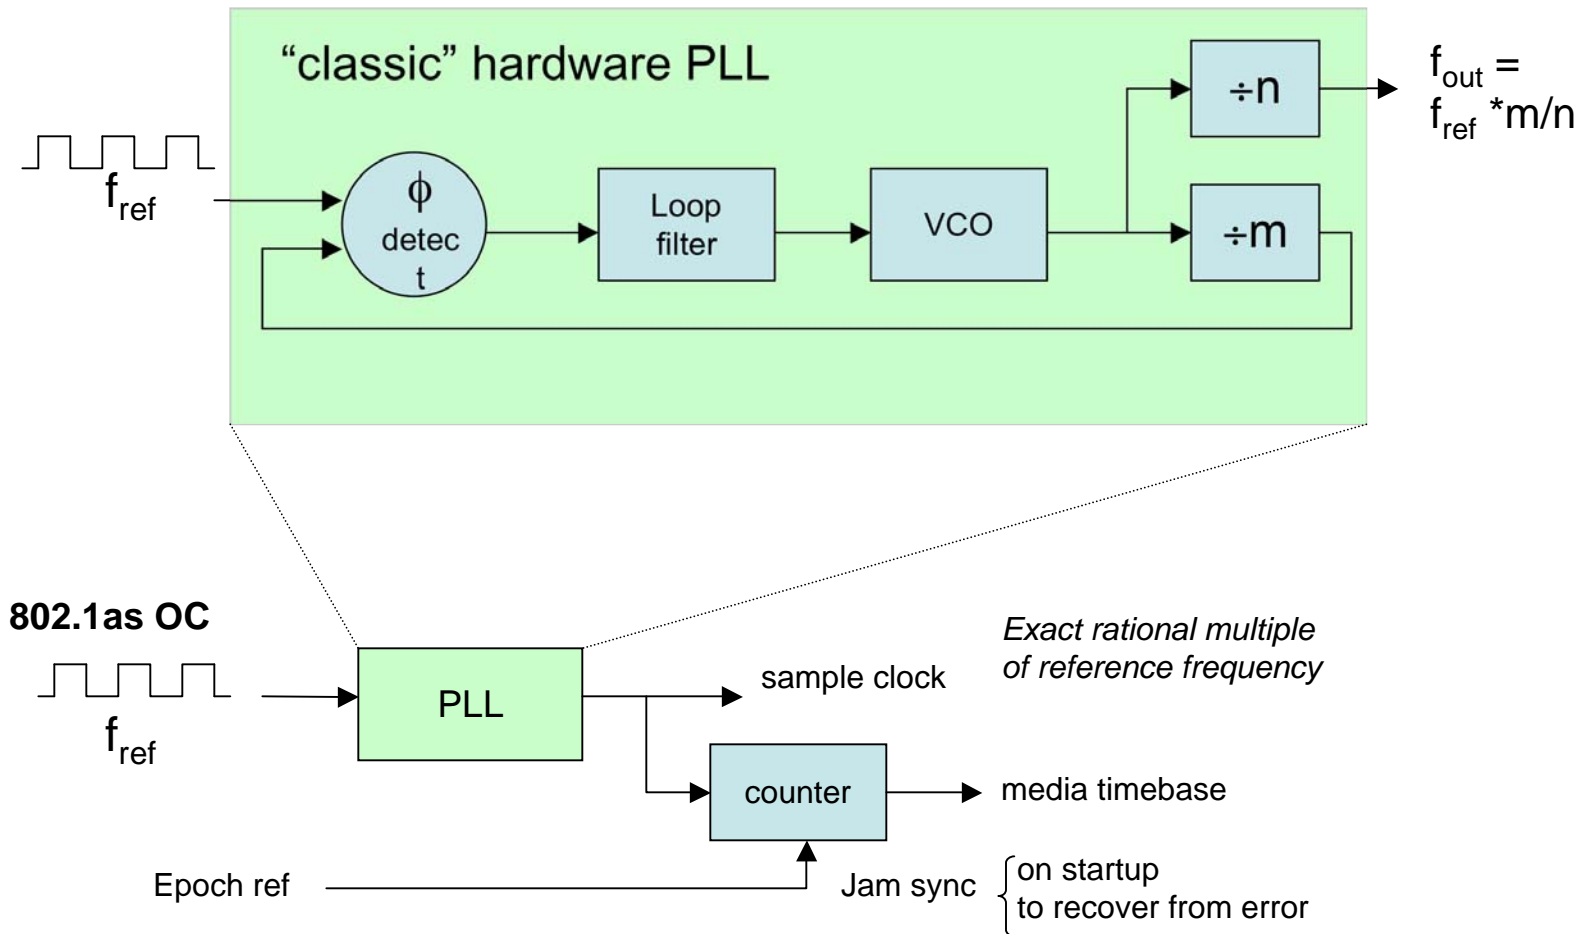 “classic” hardware PLL
f_ref
ϕ
detec
t
Loop
filter
VCO
÷n
÷m
f_out =
f_ref *m/n
802.1as OC
f_ref
PLL
sample clock
Exact rational multiple
of reference frequency
counter
media timebase
Epoch ref
Jam sync
on startup
to recover from error